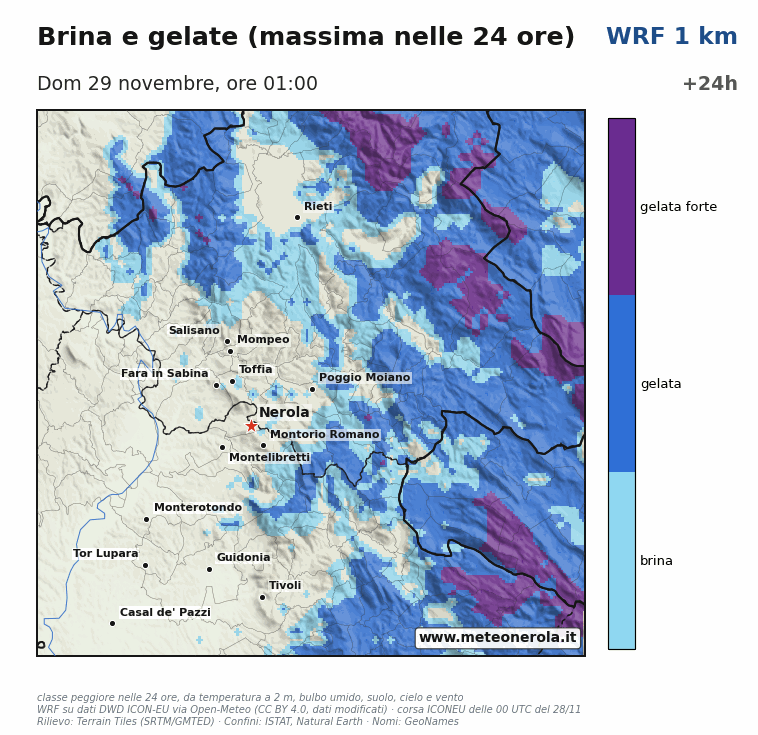 Brina e gelate (massima nelle 24 ore)
WRF 1 km
Dom 29 novembre, ore 01:00
+24h
gelata forte
Rieti
Salisano
Mompeo
Toffia
Fara in Sabina
Poggio Moiano
gelata
Nerola
Montorio Romano
Montelibretti
Monterotondo
Tor Lupara
Guidonia
brina
Tivoli
Casal de' Pazzi
www.meteonerola.it
classe peggiore nelle 24 ore, da temperatura a 2 m, bulbo umido, suolo, cielo e vento
WRF su dati DWD ICON-EU via Open-Meteo (CC BY 4.0, dati modificati) · corsa ICONEU delle 00 UTC del 28/11
Rilievo: Terrain Tiles (SRTM/GMTED) · Confini: ISTAT, Natural Earth · Nomi: GeoNames